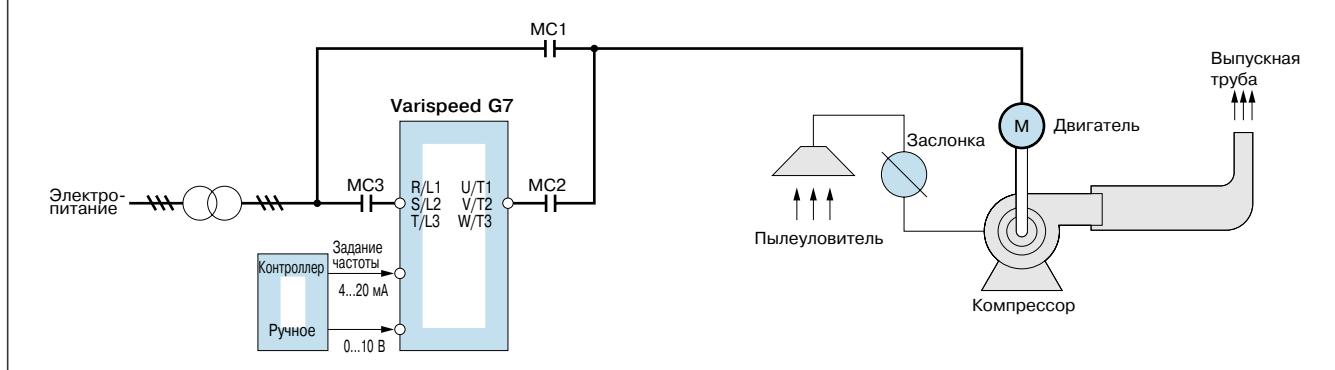 MC1
Varispeed G7
Электро-
питание
MC3
R/L1
S/L2
T/L3
U/T1
V/T2
W/T3
MC2
Контроллер
Ручное
Задание
частоты
4...20 мА
0...10 В
Пылеуловитель
Заслонка
M
Двигатель
Компрессор
Выпускная
труба